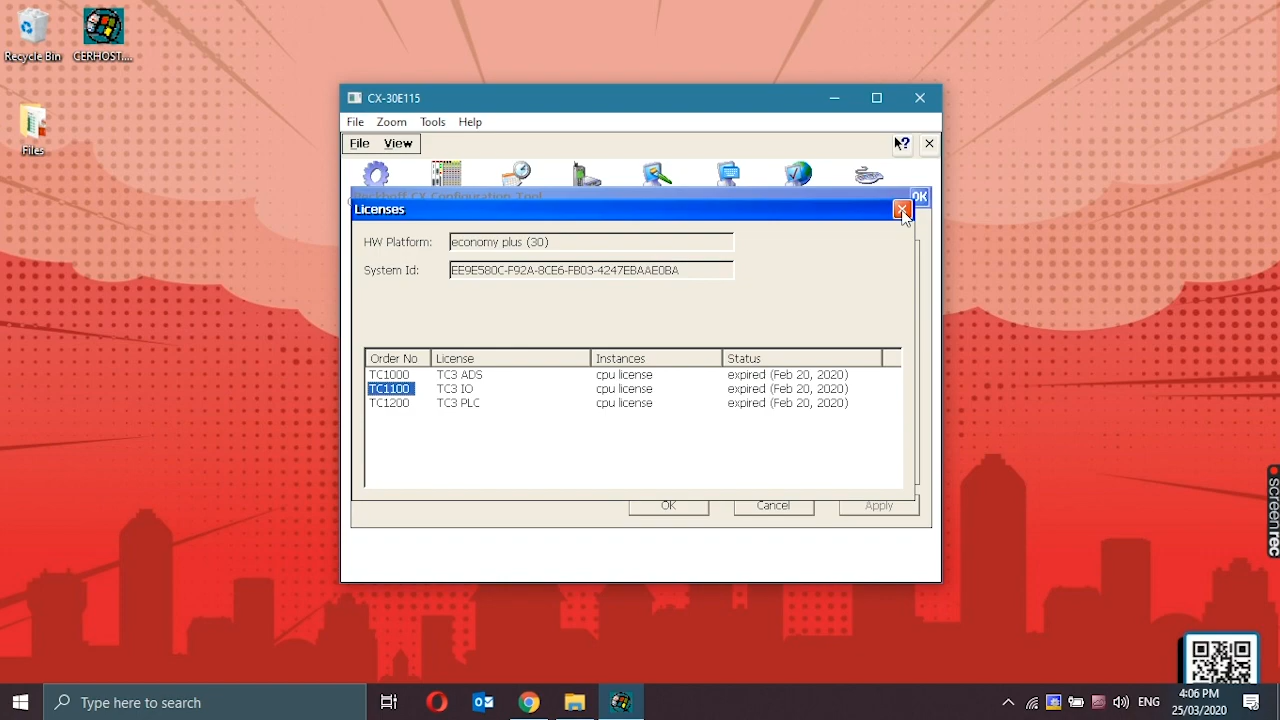 Recycle Bin
CERHOST....
Files
CX-30E115
File Zoom Tools Help
File View
OK
Licenses
HW Platform: economy plus (30)
System Id: EE9E580C-F92A-8CE6-FB03-4247EBAAE0BA
Order No License Instances Status
TC1000 TC3 ADS cpu license expired (Feb 20, 2020)
TC1100 TC3 IO cpu license expired (Feb 20, 2020)
TC1200 TC3 PLC cpu license expired (Feb 20, 2020)
OK Cancel Apply
screenrec
Type here to search
ENG
4:06 PM
25/03/2020